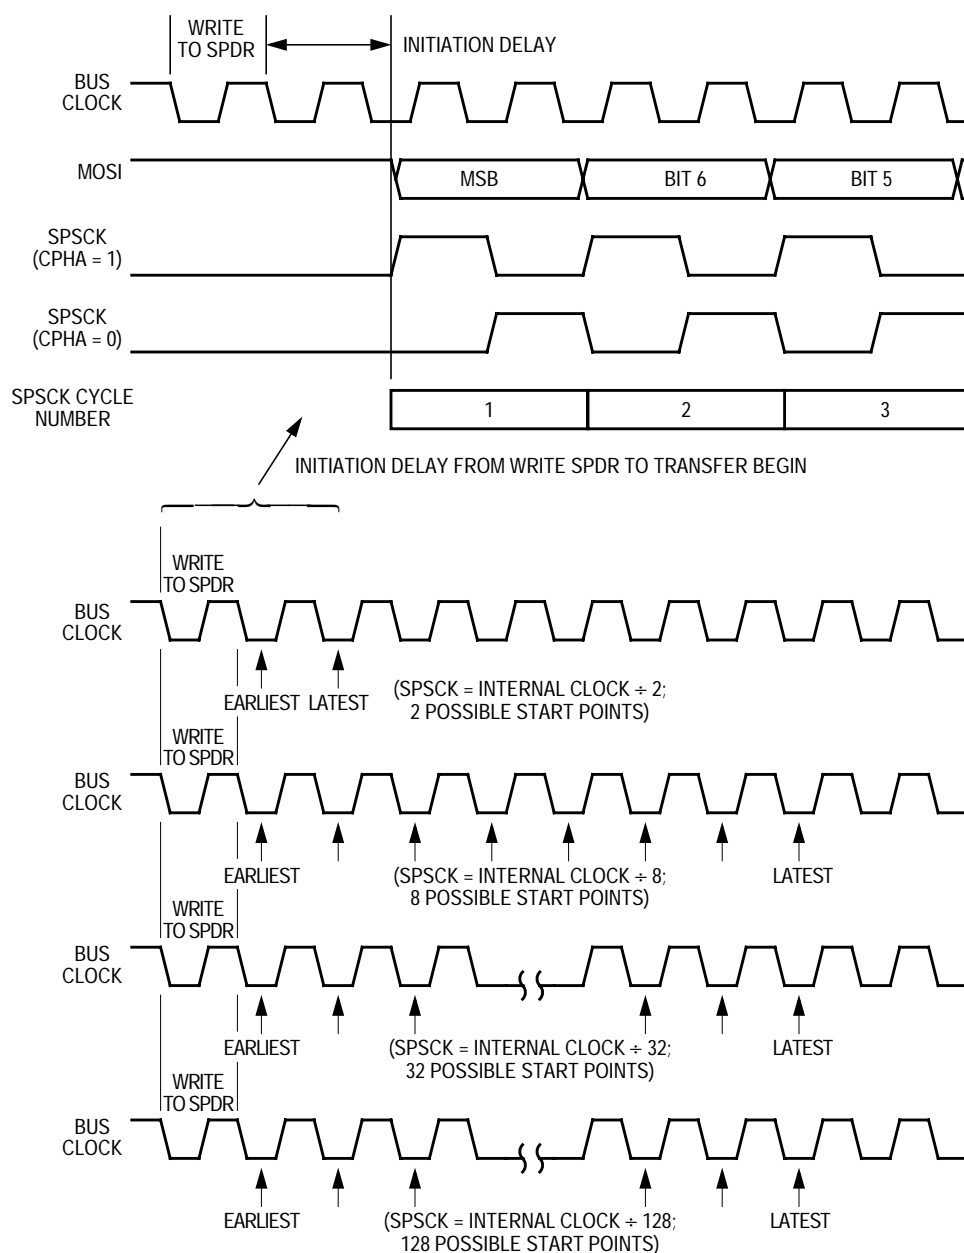 WRITE
TO SPDR
INITIATION DELAY
BUS
CLOCK
MOSI
MSB
BIT 6
BIT 5
SPSCK
(CPHA = 1)
SPSCK
(CPHA = 0)
SPSCK CYCLE
NUMBER
1
2
3
INITIATION DELAY FROM WRITE SPDR TO TRANSFER BEGIN
WRITE
TO SPDR
BUS
CLOCK
EARLIEST
LATEST
(SPSCK = INTERNAL CLOCK ÷ 2;
2 POSSIBLE START POINTS)
WRITE
TO SPDR
BUS
CLOCK
EARLIEST
(SPSCK = INTERNAL CLOCK ÷ 8;
8 POSSIBLE START POINTS)
LATEST
WRITE
TO SPDR
BUS
CLOCK
EARLIEST
(SPSCK = INTERNAL CLOCK ÷ 32;
32 POSSIBLE START POINTS)
LATEST
WRITE
TO SPDR
BUS
CLOCK
EARLIEST
(SPSCK = INTERNAL CLOCK ÷ 128;
128 POSSIBLE START POINTS)
LATEST